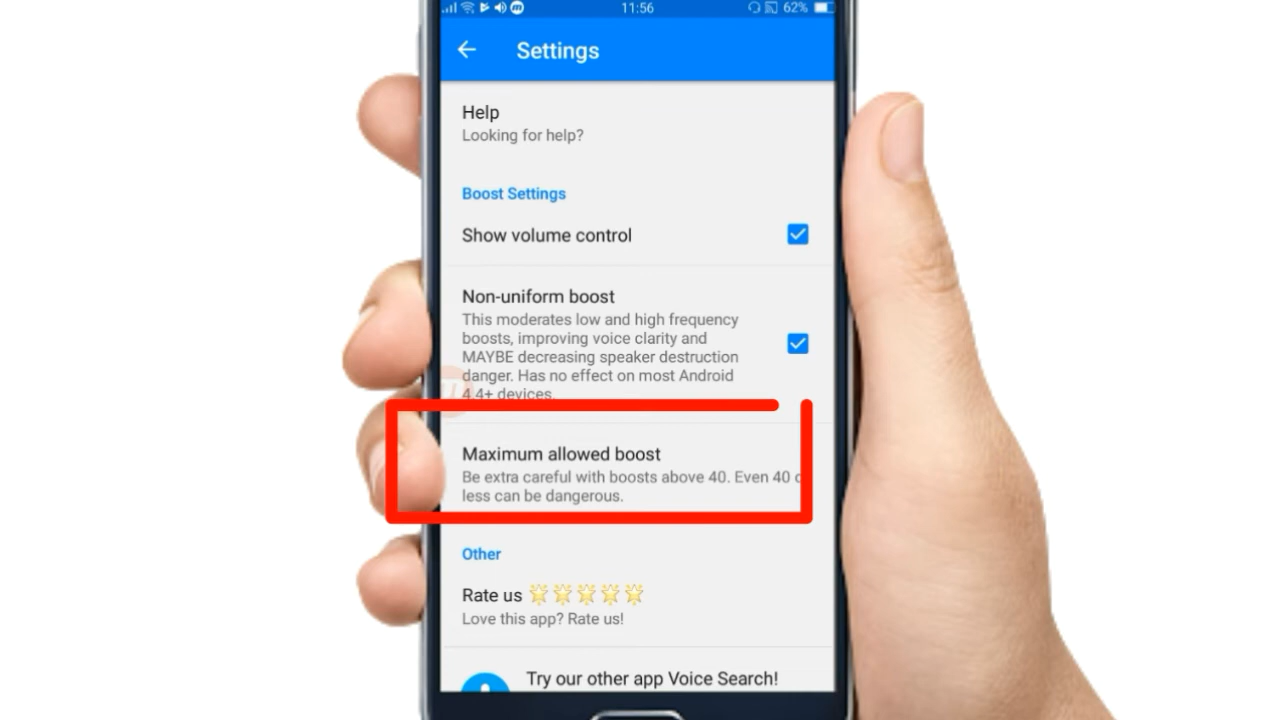 11:56
62%
Settings
Help
Looking for help?
Boost Settings
Show volume control
Non-uniform boost
This moderates low and high frequency
boosts, improving voice clarity and
MAYBE decreasing speaker destruction
danger. Has no effect on most Android
4.4+ devices.
Maximum allowed boost
Be extra careful with boosts above 40. Even 40
less can be dangerous.
Other
Rate us 🌟🌟🌟🌟🌟
Love this app? Rate us!
Try our other app Voice Search!